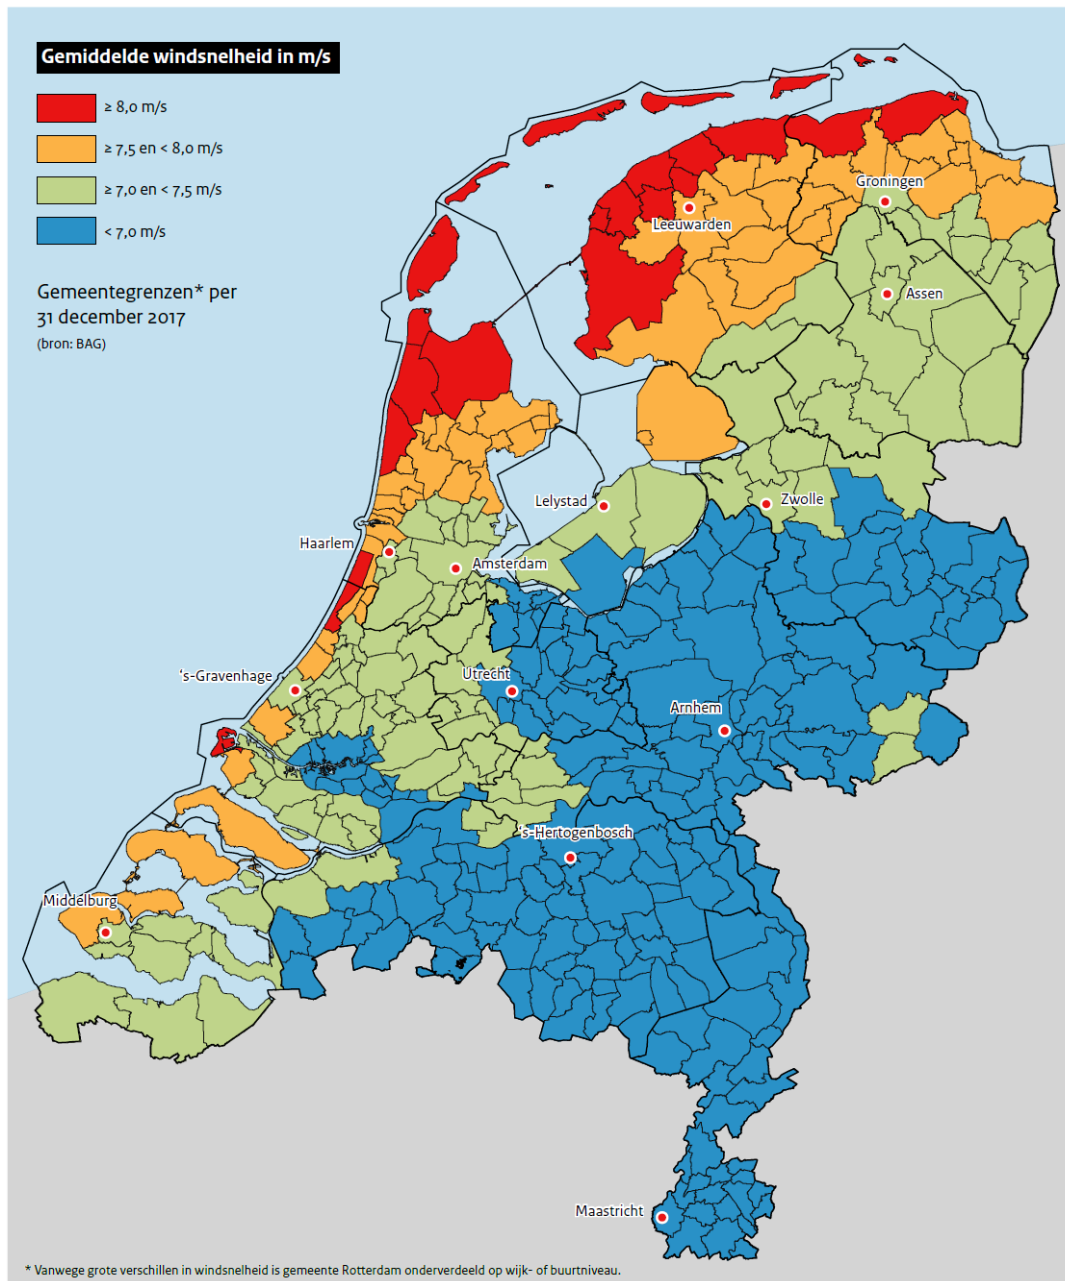 Gemiddelde windsnelheid in m/s
≥ 8,0 m/s
≥ 7,5 en < 8,0 m/s
≥ 7,0 en < 7,5 m/s
< 7,0 m/s
Gemeentegrenzen* per
31 december 2017
(bron: BAG)
Groningen
Leeuwarden
Assen
Zwolle
Lelystad
Haarlem
Amsterdam
's-Gravenhage
Utrecht
Arnhem
's-Hertogenbosch
Middelburg
Maastricht
* Vanwege grote verschillen in windsnelheid is gemeente Rotterdam onderverdeeld op wijk- of buurtniveau.